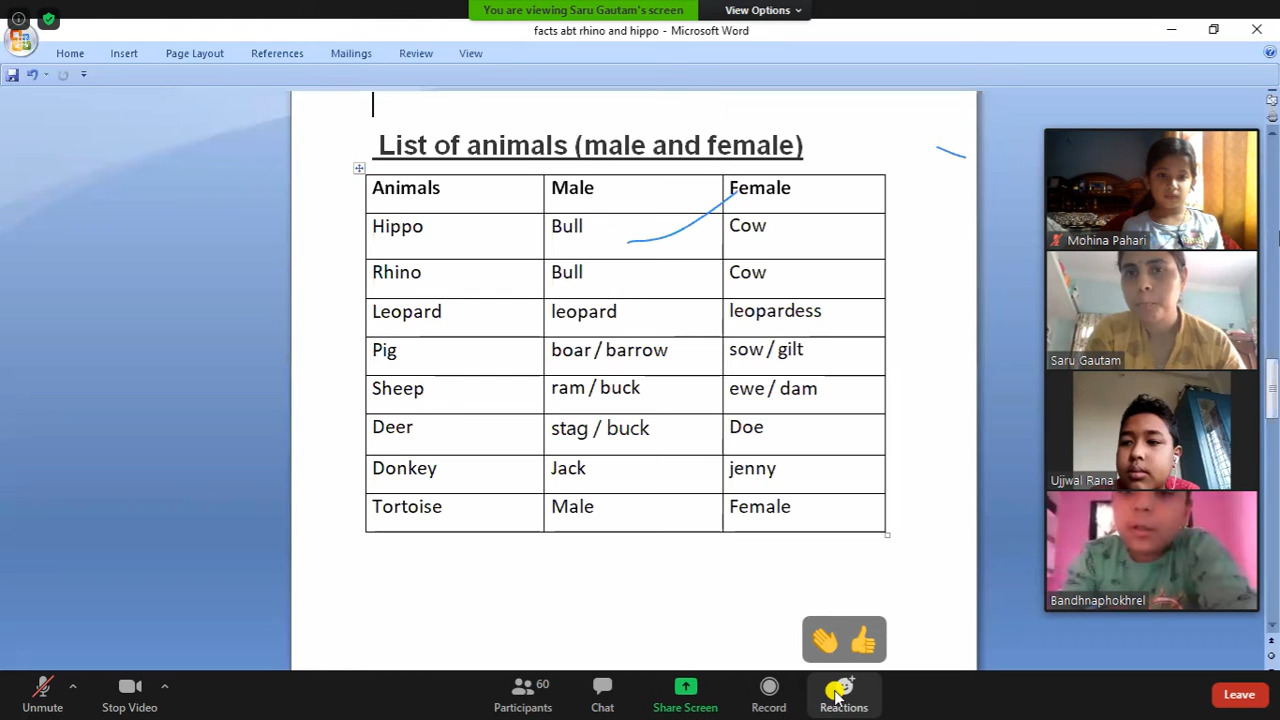 You are viewing Saru Gautam's screen View Options
facts abt rhino and hippo - Microsoft Word
Home Insert Page Layout References Mailings Review View
List of animals (male and female)
Animals Male Female
Hippo Bull Cow
Rhino Bull Cow
Leopard leopard leopardess
Pig boar / barrow sow / gilt
Sheep ram / buck ewe / dam
Deer stag / buck Doe
Donkey Jack jenny
Tortoise Male Female
Mohina Pahari
Saru Gautam
Ujjwal Rana
Bandhnaphokhrel
60
Unmute Stop Video Participants Chat Share Screen Record Reactions Leave